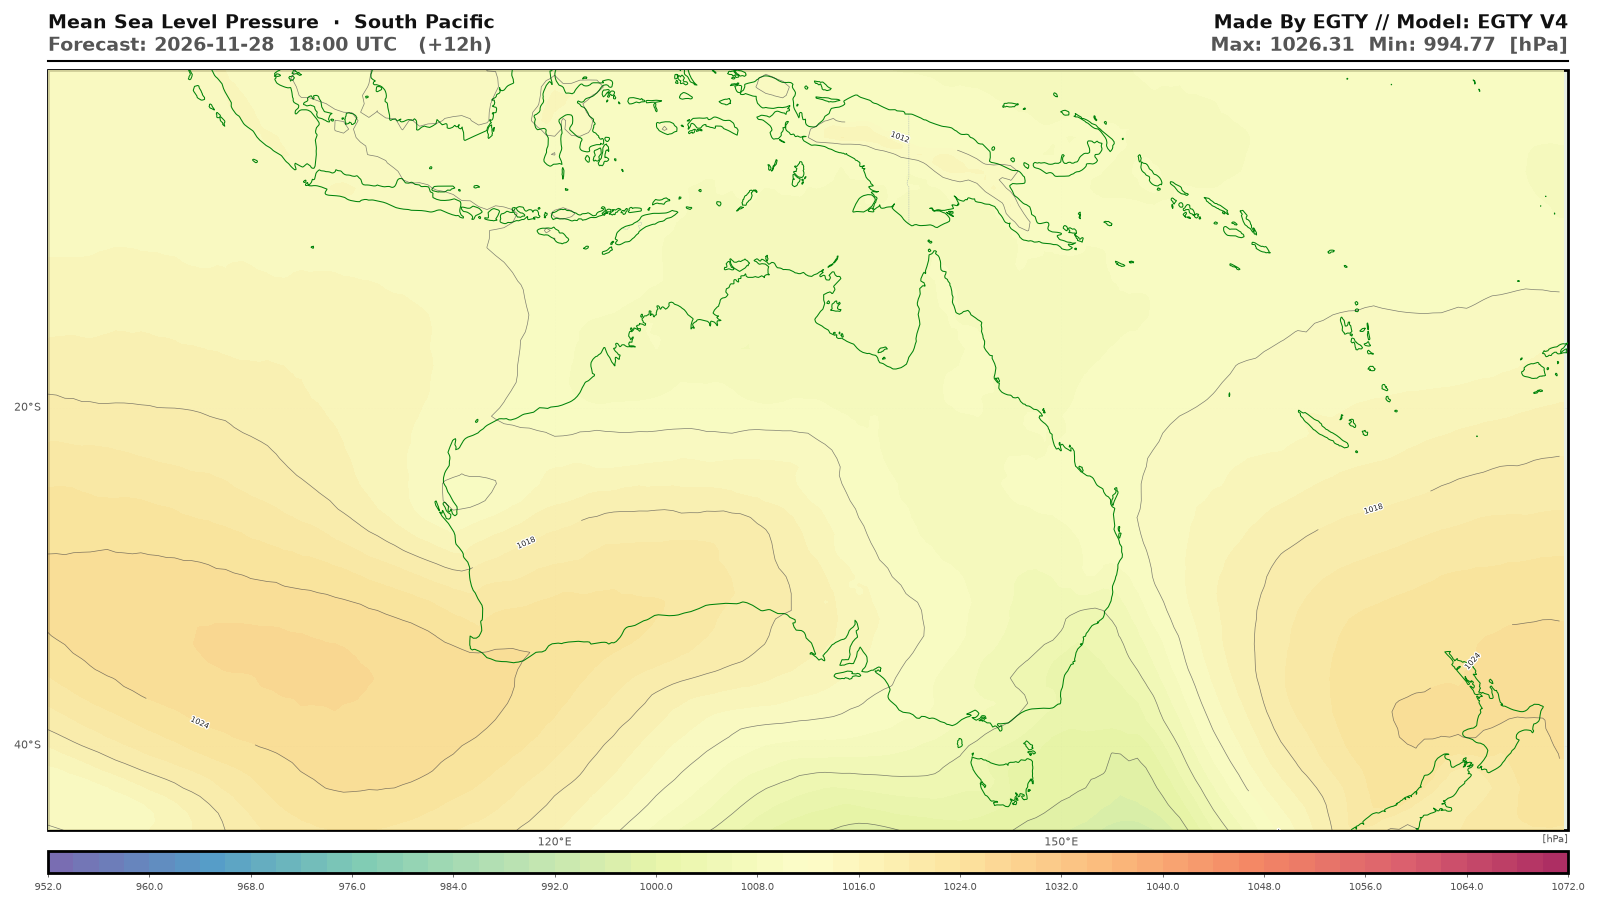 Mean Sea Level Pressure · South Pacific
Made By EGTY // Model: EGTY V4
Forecast: 2026-11-28 18:00 UTC (+12h)
Max: 1026.31 Min: 994.77 [hPa]
1012
20°S
1018
1018
1024
1024
40°S
120°E
150°E
[hPa]
952.0
960.0
968.0
976.0
984.0
992.0
1000.0
1008.0
1016.0
1024.0
1032.0
1040.0
1048.0
1056.0
1064.0
1072.0